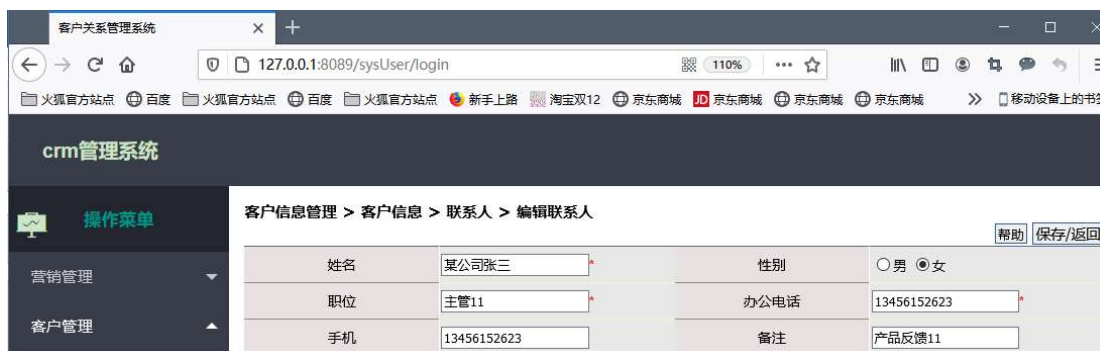 客户关系管理系统
127.0.0.1:8089/sysUser/login 110%
火狐官方站点 百度 火狐官方站点 百度 火狐官方站点 新手上路 淘宝双12 京东商城 JD 京东商城 京东商城 京东商城 移动设备上的书签
crm管理系统
操作菜单
客户信息管理 > 客户信息 > 联系人 > 编辑联系人
帮助 保存/返回
营销管理
客户管理
姓名 某公司张三 * 性别 男 女
职位 主管11 * 办公电话 13456152623 *
手机 13456152623 备注 产品反馈11